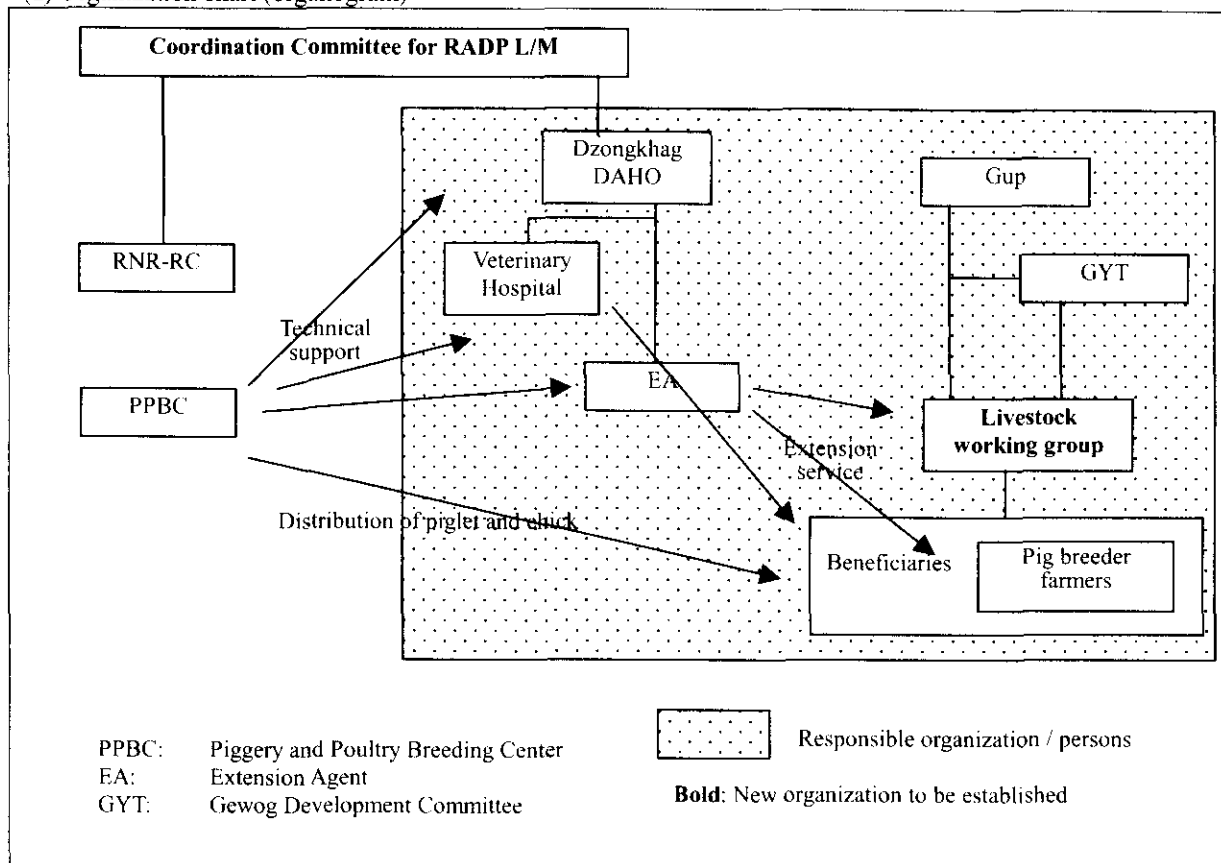 Coordination Committee for RADP L/M
Dzongkhag
DAHO
Gup
RNR-RC
Veterinary
Hospital
GYT
Technical
support
PPBC
EA
Livestock
working group
Extension
service
Distribution of piglet and chick
Beneficiaries
Pig breeder
farmers
PPBC: Piggery and Poultry Breeding Center
EA: Extension Agent
GYT: Gewog Development Committee
Responsible organization / persons
Bold: New organization to be established